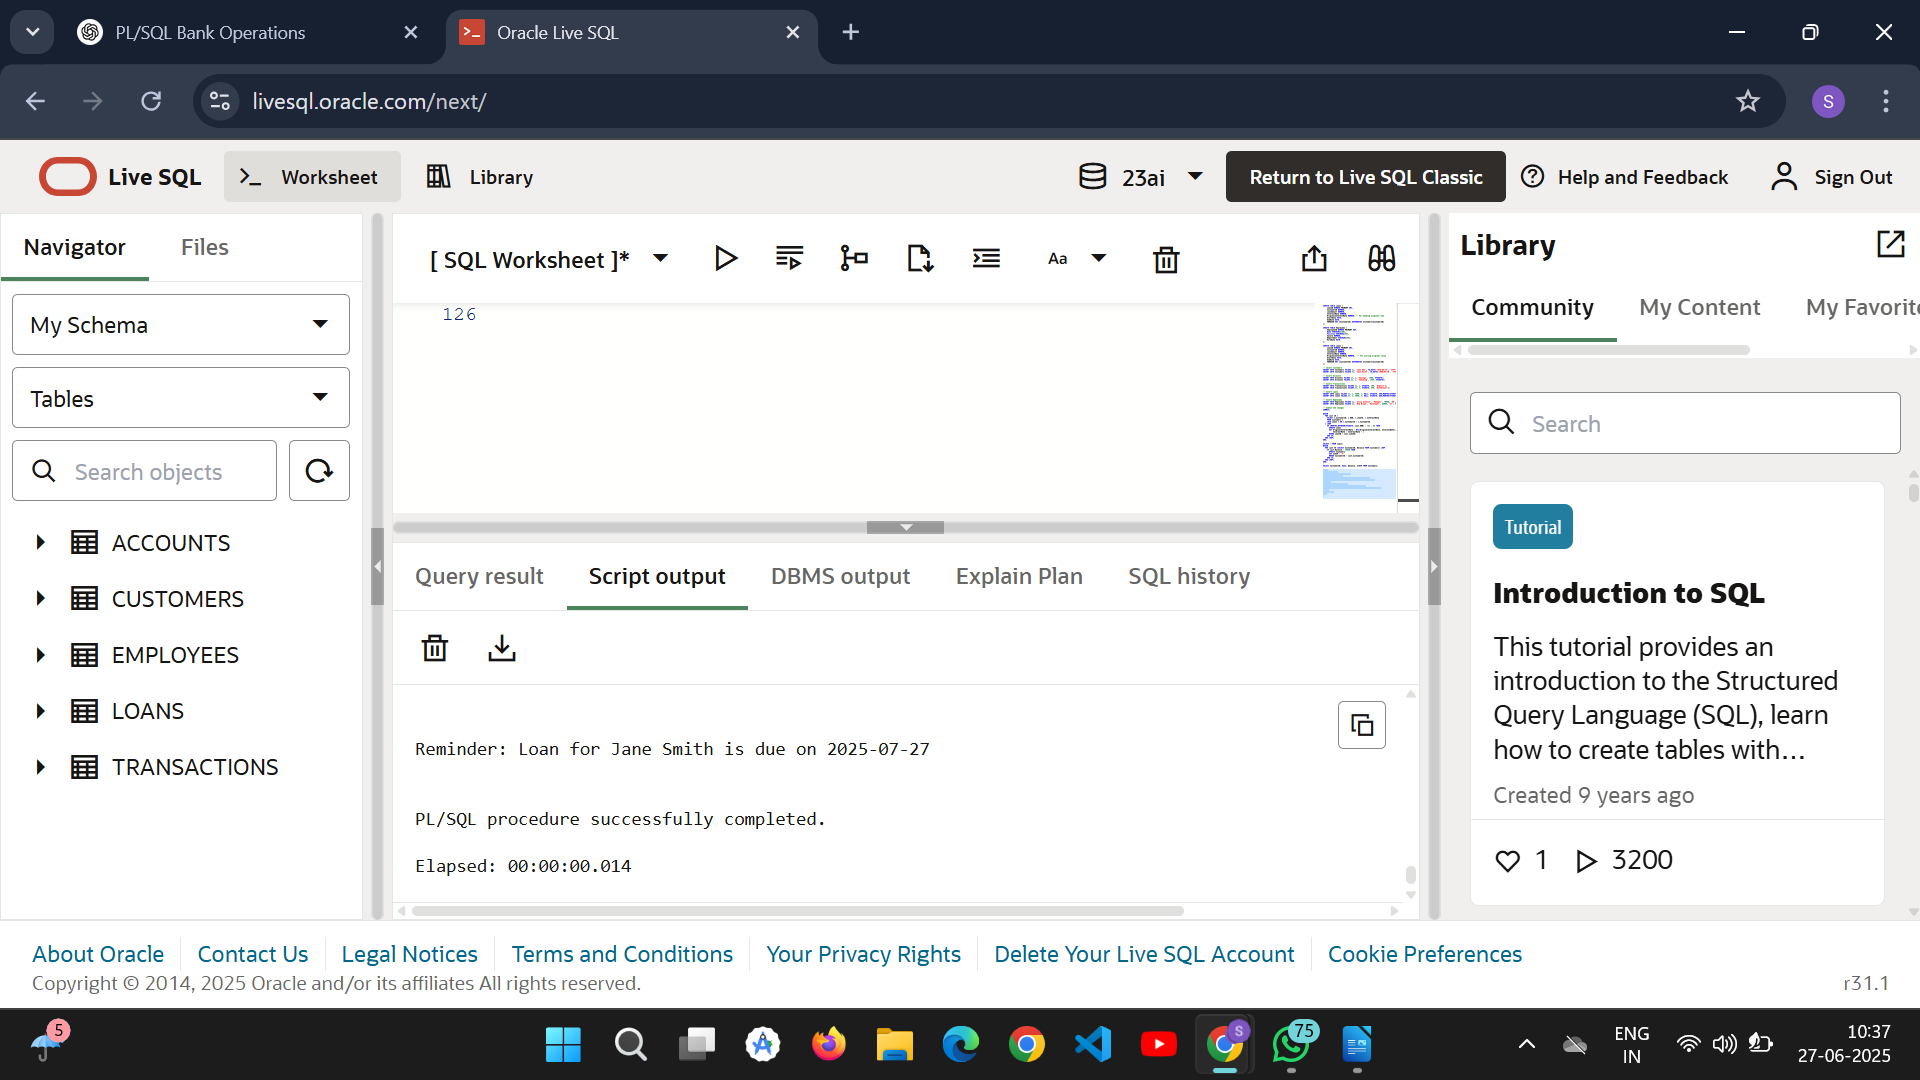 PL/SQL Bank Operations
Oracle Live SQL
livesql.oracle.com/next/
S
Live SQL
Worksheet
Library
23ai
Return to Live SQL Classic
Help and Feedback
Sign Out
Navigator
Files
My Schema
Tables
Search objects
ACCOUNTS
CUSTOMERS
EMPLOYEES
LOANS
TRANSACTIONS
[ SQL Worksheet ]*
Aa
126
Query result
Script output
DBMS output
Explain Plan
SQL history
Reminder: Loan for Jane Smith is due on 2025-07-27
PL/SQL procedure successfully completed.
Elapsed: 00:00:00.014
Library
Community
My Content
My Favorite
Search
Tutorial
Introduction to SQL
This tutorial provides an
introduction to the Structured
Query Language (SQL), learn
how to create tables with...
Created 9 years ago
1
3200
About Oracle
Contact Us
Legal Notices
Terms and Conditions
Your Privacy Rights
Delete Your Live SQL Account
Cookie Preferences
Copyright © 2014, 2025 Oracle and/or its affiliates All rights reserved.
r31.1
5
S
75
ENG
IN
10:37
27-06-2025